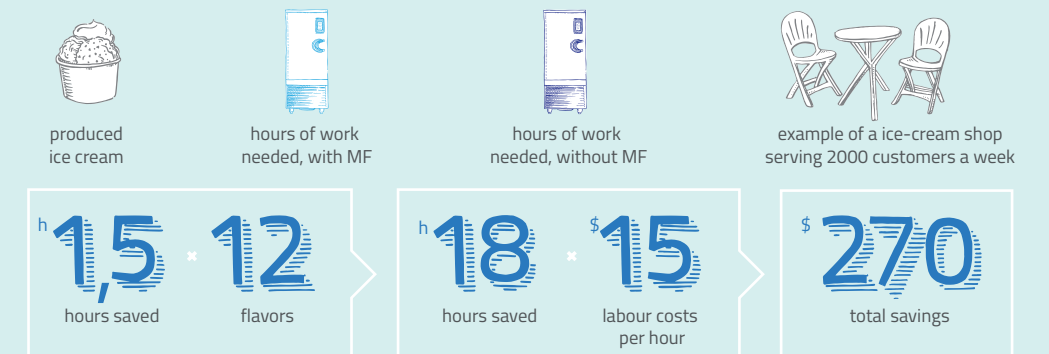 produced
ice cream
hours of work
needed, with MF
hours of work
needed, without MF
example of a ice-cream shop
serving 2000 customers a week
h 1,5 × 12
hours saved
flavors
h 18 × $ 15
hours saved
labour costs
per hour
$ 270
total savings